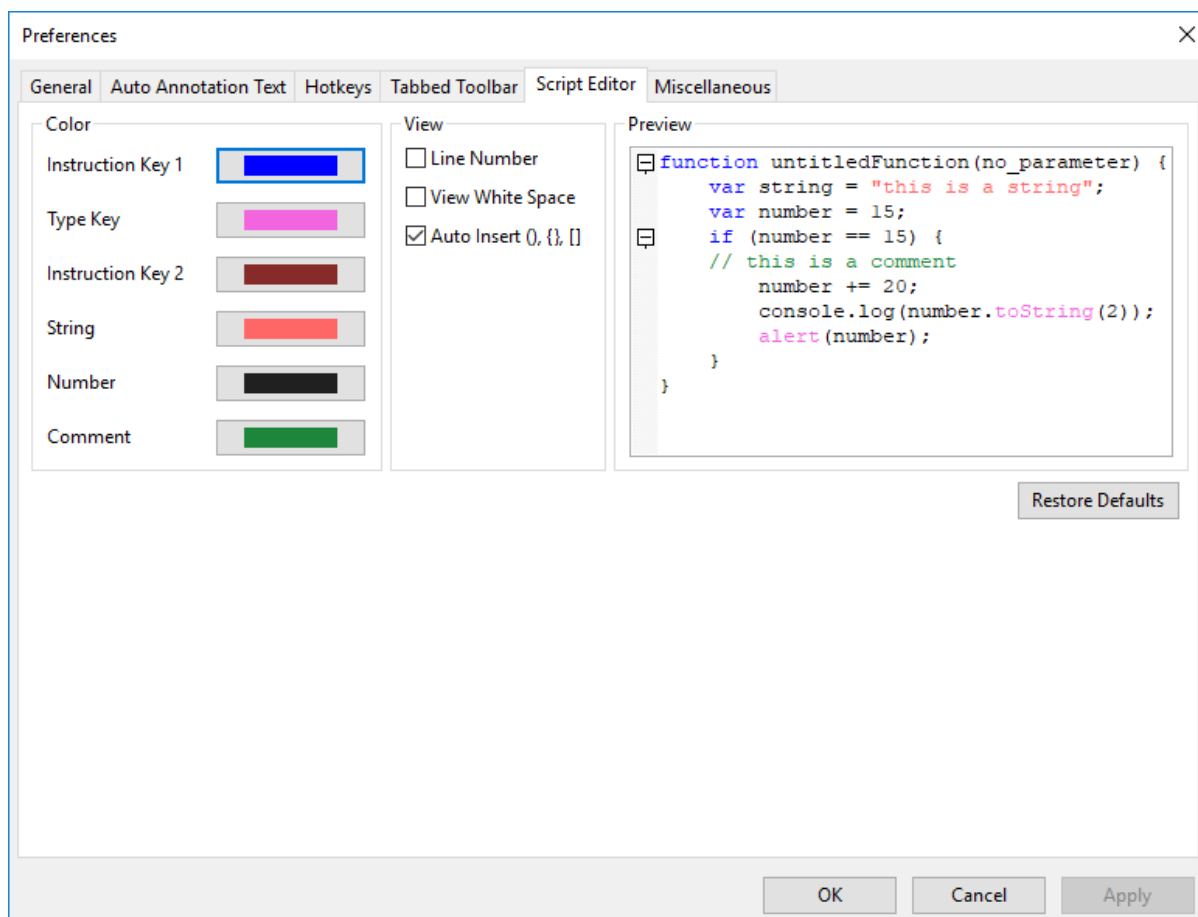 Preferences
General Auto Annotation Text Hotkeys Tabbed Toolbar Script Editor Miscellaneous
Color
Instruction Key 1
Type Key
Instruction Key 2
String
Number
Comment
View
Line Number
View White Space
Auto Insert (), {}, []
Preview
function untitledFunction(no_parameter) {
    var string = "this is a string";
    var number = 15;
    if (number == 15) {
    // this is a comment
        number += 20;
        console.log(number.toString(2));
        alert(number);
    }
}
Restore Defaults
OK Cancel Apply